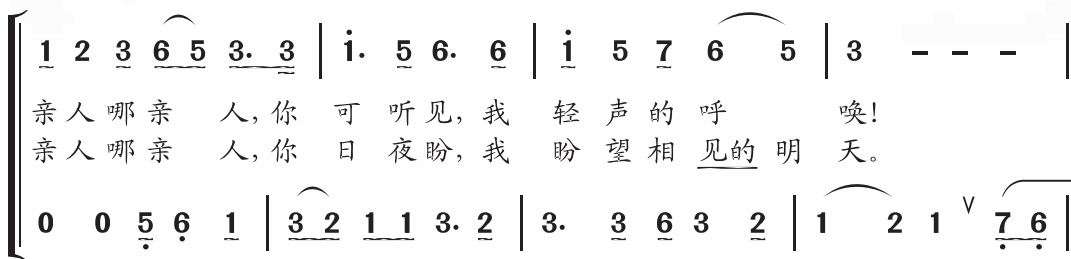 1 2 3 6 5 3. 3 | i. 5 6. 6 | i 5 7 6 5 | 3 - - - |
亲人哪亲 人,你 可 听见,我 轻 声 的 呼 唤!
亲人哪亲 人,你 日 夜盼,我 盼 望 相 见的 明 天。
0 0 5 6 1 | 3 2 1 1 3. 2 | 3. 3 6 3 2 | 1 2 1 V 7 6 |